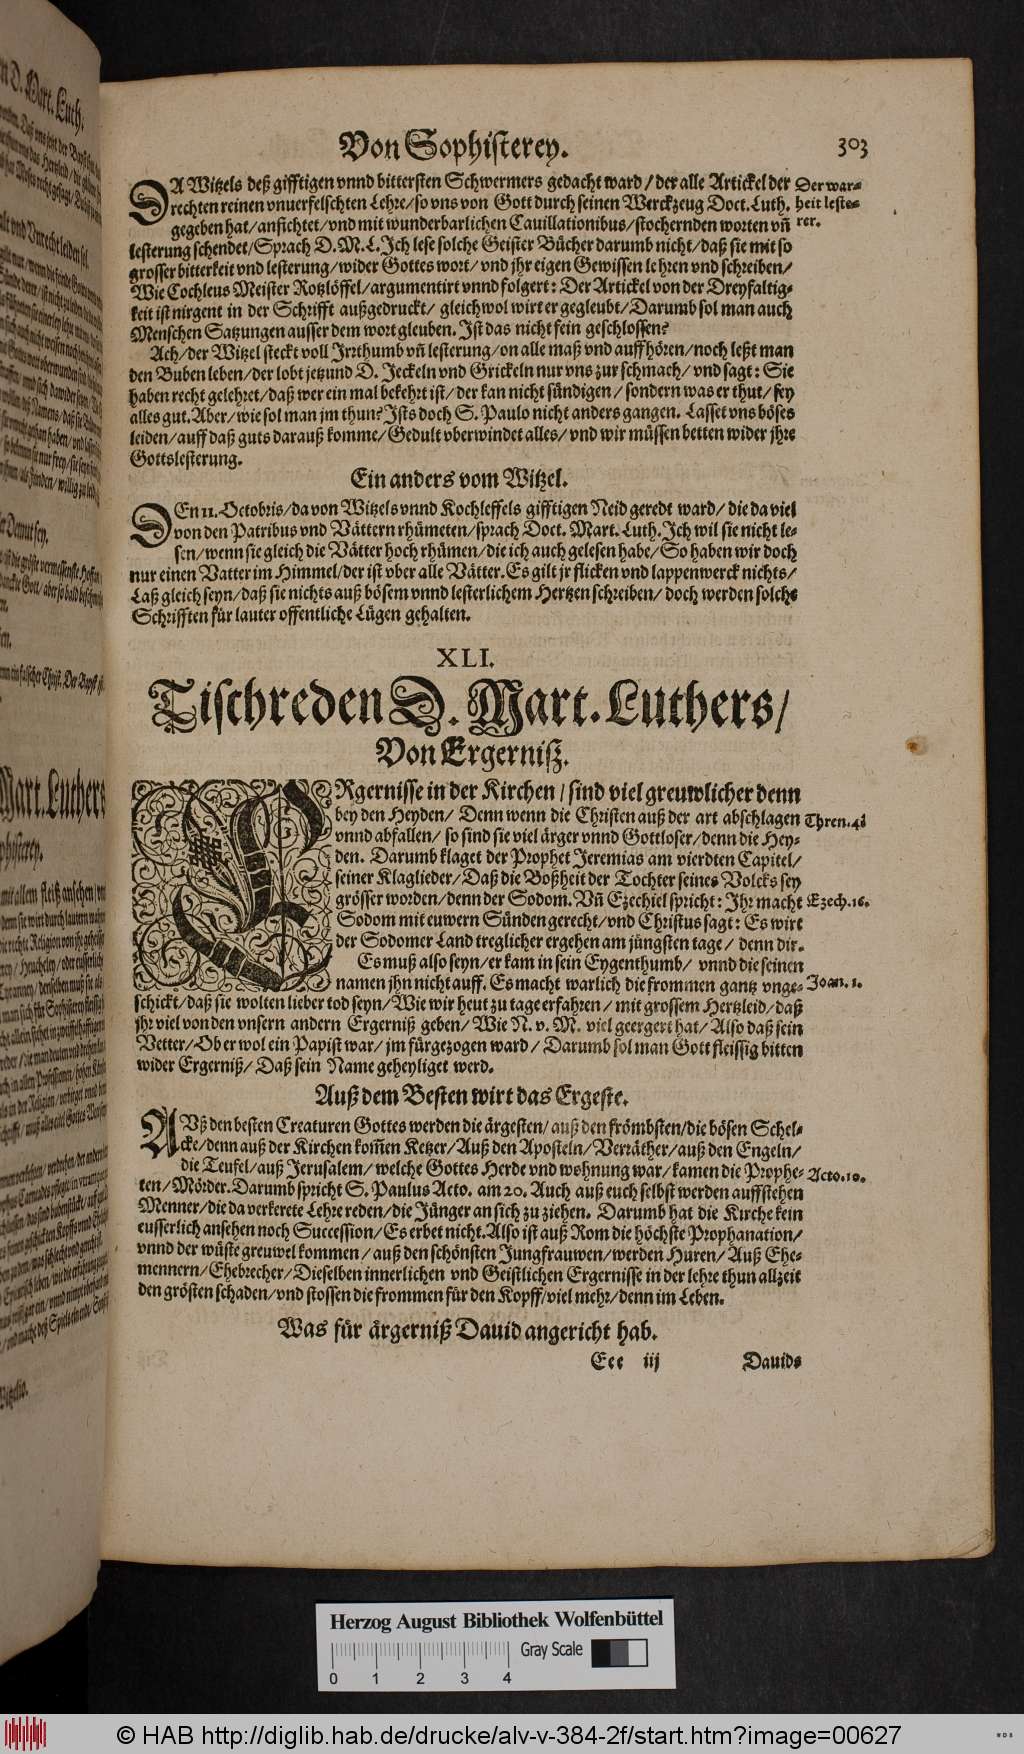 Von Sophisterey. 303
DA Witzels deß gifftigen vnnd bittersten Schwermers gedacht ward / der alle Artickel der
rechten reinen vnuerfelschten Lehre / so vns von Gott durch seinen Werckzeug Doct. Luth.
gegeben hat / ansichtet / vnd mit wunderbarlichen Cauillationibus / stochernden worten vñ
lesterung schendet / Sprach D. M. L. Ich lese solche Geister Bücher darumb nicht / daß sie mit so
grosser bitterkeit vnd lesterung / wider Gottes wort / vnd jhr eigen Gewissen lehren vnd schreiben /
Wie Cochleus Meister Rotzlöffel / argumentirt vnnd folgert : Der Artickel von der Dreyfaltig-
keit ist nirgent in der Schrifft außgedruckt / gleichwol wirt er gegleubt / Darumb sol man auch
Menschen Satzungen ausser dem wort gleuben. Ist das nicht fein geschlossen?
Der war-
heit leste-
rer.
Ach / der Witzel steckt voll Jrrthumb vñ lesterung / on alle maß vnd auffhören / noch leßt man
den Buben leben / der lobt jetzund D. Jeckeln vnd Grickeln nur vns zur schmach / vnd sagt : Sie
haben recht gelehret / daß wer ein mal bekehrt ist / der kan nicht sündigen / sondern was er thut / sey
alles gut. Aber / wie sol man jm thun? Ists doch S. Paulo nicht anders gangen. Lasset vns böses
leiden / auff daß guts darauß komme / Gedult vberwindet alles / vnd wir müssen betten wider jhre
Gottslesterung.
Ein anders vom Witzel.
DEn 11. Octobris / da von Witzels vnnd Kochleffels gifftigen Neid geredt ward / die da viel
von den Patribus vnd Vättern rhümeten / sprach Doct. Mart. Luth. Ich wil sie nicht le-
sen / wenn sie gleich die Vätter hoch rhümen / die ich auch gelesen habe / So haben wir doch
nur einen Vatter im Himmel / der ist vber alle Vätter. Es gilt jr flicken vnd lappenwerck nichts /
Laß gleich seyn / daß sie nichts auß bösem vnnd lesterlichem Hertzen schreiben / doch werden solche
Schrifften für lauter offentliche Lügen gehalten.
XLI.
Tischreden D. Mart. Luthers /
Von Ergerniß.
ERgernisse in der Kirchen / sind viel greuwlicher denn
bey den Heyden / Denn wenn die Christen auß der art abschlagen
vnnd abfallen / so sind sie viel ärger vnnd Gottloser / denn die Hey-
den. Darumb klaget der Prophet Jeremias am vierdten Capitel /
seiner Klaglieder / Daß die Boßheit der Tochter seines Volcks sey
grösser worden / denn der Sodom. Vñ Ezechiel spricht : Ihr macht
Sodom mit euwern Sünden gerecht / vnd Christus sagt : Es wirt
der Sodomer Land treglicher ergehen am jüngsten tage / denn dir.
Thren. 4.
Ezech. 16.
Es muß also seyn / er kam in sein Eygenthumb / vnnd die seinen
namen jhn nicht auff. Es macht warlich die frommen gantz vnge-
schickt / daß sie wolten lieber tod seyn / Wie wir heut zu tage erfahren / mit grossem Hertzleid / daß
jhr viel von den vnsern andern Ergerniß geben / Wie N. v. M. viel geergert hat / Also daß sein
Vetter / Ob er wol ein Papist war / jm fürgezogen ward / Darumb sol man Gott fleissig bitten
wider Ergerniß / Daß sein Name geheyliget werd.
Joan. 1.
Auß dem Besten wirt das Ergeste.
AVß den besten Creaturen Gottes werden die ärgesten / auß den frömbsten / die bösen Schel-
cke / denn auß der Kirchen kom̃en Ketzer / Auß den Aposteln / Verräther / auß den Engeln /
die Teufel / auß Jerusalem / welche Gottes Herde vnd wohnung war / kamen die Prophe-
ten / Mörder. Darumb spricht S. Paulus Acto. am 20. Auch auß euch selbst werden auffstehen
Menner / die da verkerete Lehre reden / die Jünger an sich zu ziehen. Darumb hat die Kirche kein
eusserlich ansehen noch Succession / Es erbet nicht. Also ist auß Rom die höchste Prophanation /
vnnd der wüste greuwel kommen / auß den schönsten Jungfrauwen / werden Huren / Auß Ehe-
mennern / Ehebrecher / Dieselben innerlichen vnd Geistlichen Ergernisse in der lehre thun allzeit
den grösten schaden / vnd stossen die frommen für den Kopff / viel mehr / denn im Leben.
Acto. 10.
Was für ärgerniß Dauid angericht hab.
Eee iij Dauids
Herzog August Bibliothek Wolfenbüttel
0 1 2 3 4 Gray Scale
© HAB http://diglib.hab.de/drucke/alv-v-384-2f/start.htm?image=00627